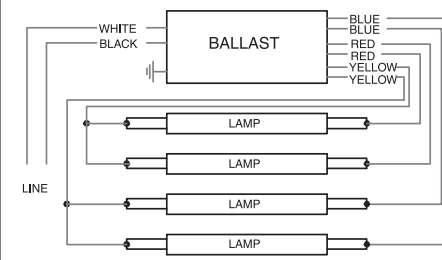 WHITE
BLACK
BALLAST
BLUE
BLUE
RED
RED
YELLOW
YELLOW
LAMP
LAMP
LINE
LAMP
LAMP